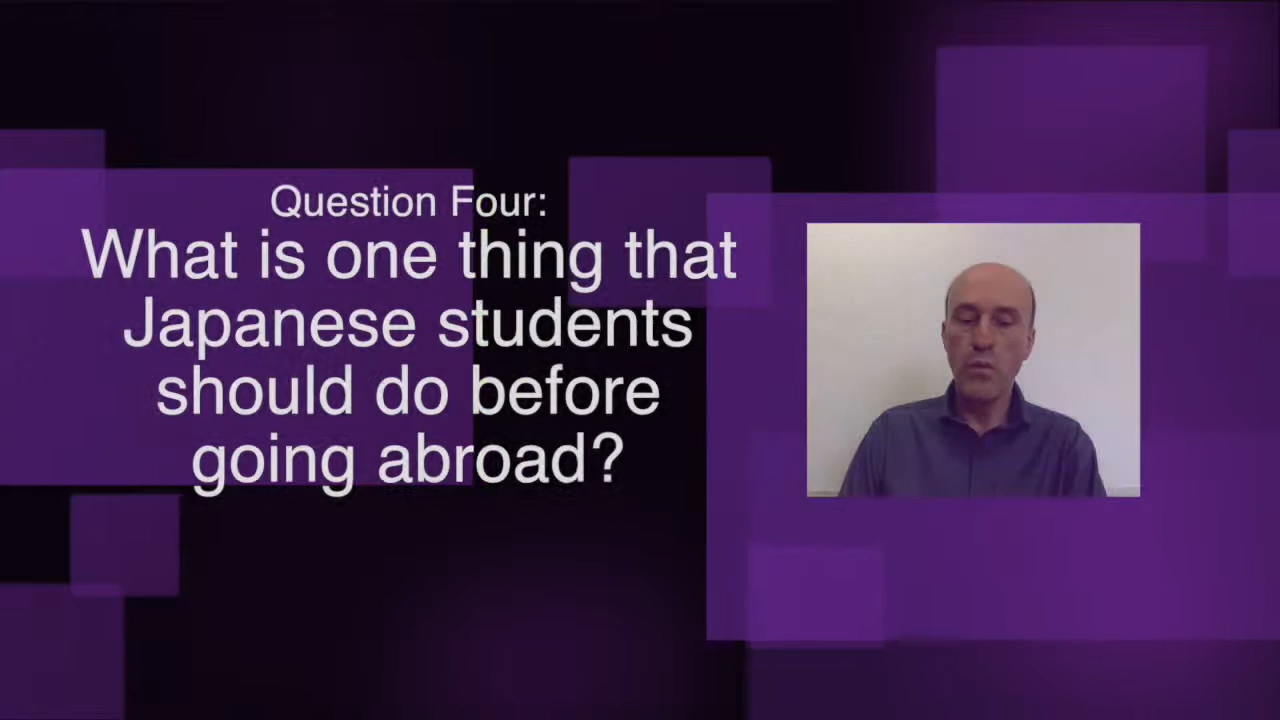 Question Four:
What is one thing that
Japanese students
should do before
going abroad?